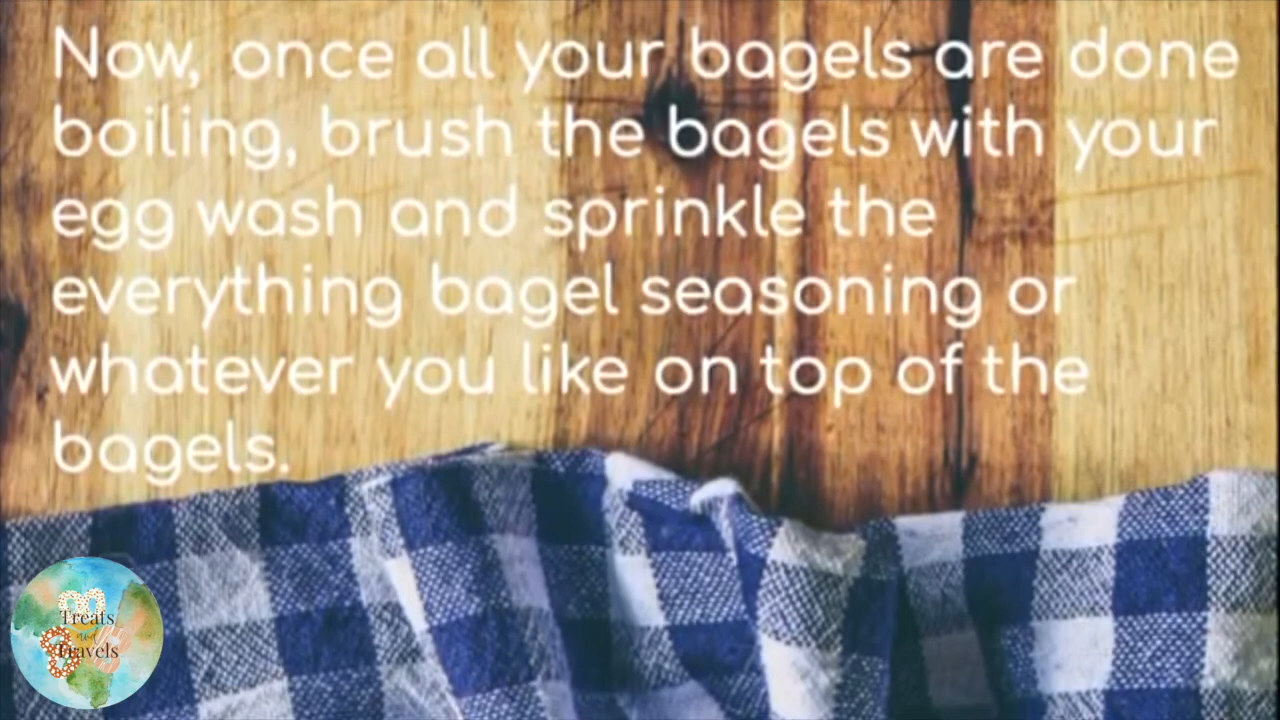 Now, once all your bagels are done
boiling, brush the bagels with your
egg wash and sprinkle the
everything bagel seasoning or
whatever you like on top of the
bagels.
Treats
and
Travels